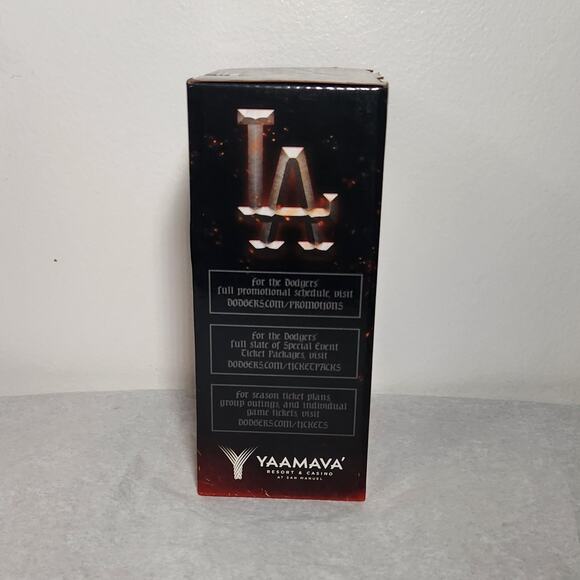 LA
For the Dodgers'
full promotional schedule, visit
DODGERS.COM/PROMOTIONS
For the Dodgers'
full slate of Special Event
Ticket Packages, visit
DODGERS.COM/TICKETPACKS
For season ticket plans,
group outings, and individual
game tickets, visit
DODGERS.COM/TICKETS
YAAMAVA'
RESORT & CASINO
AT SAN MANUEL